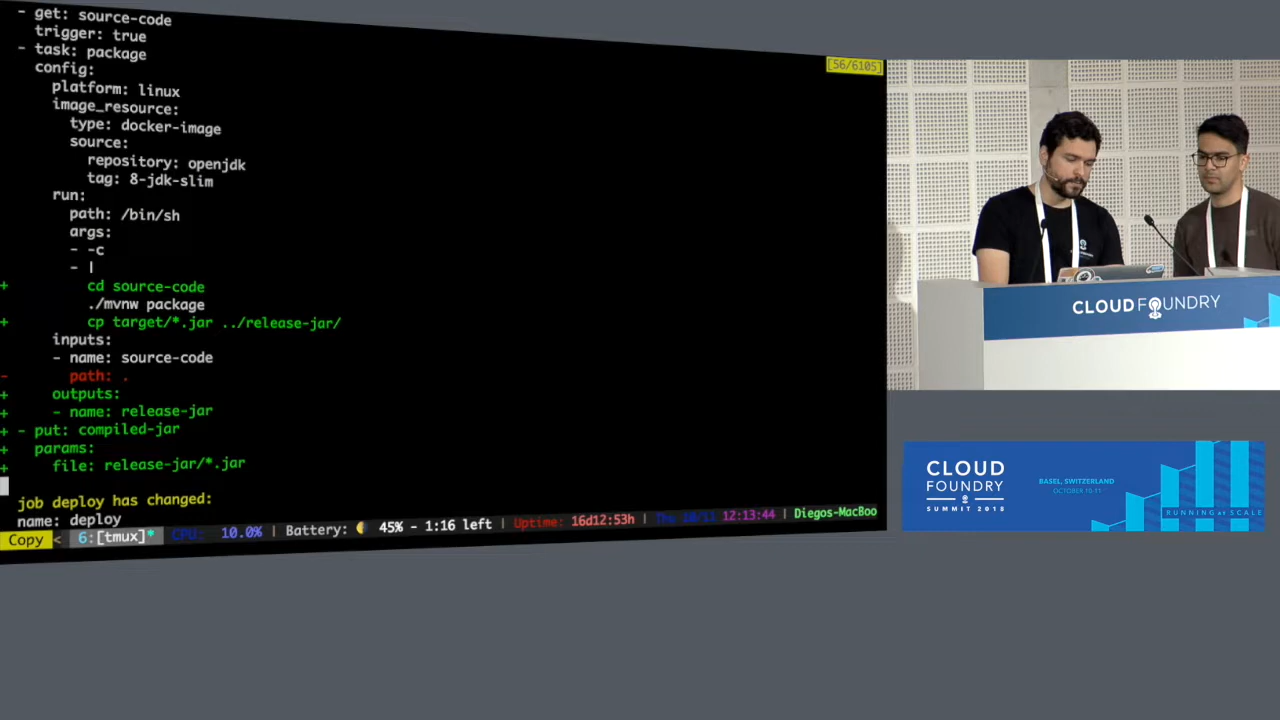 - get: source-code
trigger: true
- task: package
config:
platform: linux
image_resource:
type: docker-image
source:
repository: openjdk
tag: 8-jdk-slim
run:
path: /bin/sh
args:
- -c
- |
+ cd source-code
./mvnw package
+ cp target/*.jar ../release-jar/
inputs:
- name: source-code
- path: .
+ outputs:
+ - name: release-jar
+ - put: compiled-jar
+ params:
+ file: release-jar/*.jar
job deploy has changed:
name: deploy
[56/6105]
Copy < 6:[tmux]* CPU: 10.0% | Battery: 45% - 1:16 left | Uptime: 16d12:53h | Thu 10/11 12:13:44 | Diegos-MacBoo
CLOUD FOUNDRY
CLOUD
FOUNDRY
SUMMIT 2018
BASEL, SWITZERLAND
OCTOBER 10-11
RUNNING AT SCALE